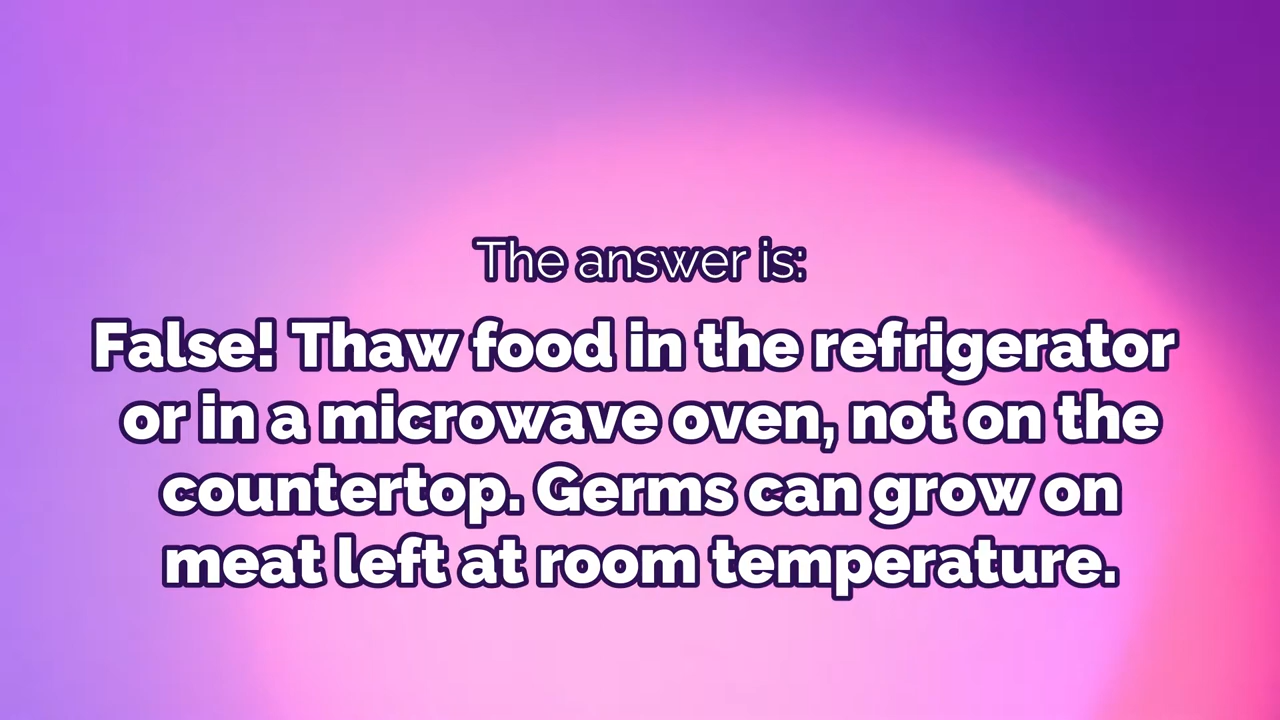 The answer is:
False! Thaw food in the refrigerator
or in a microwave oven, not on the
countertop. Germs can grow on
meat left at room temperature.